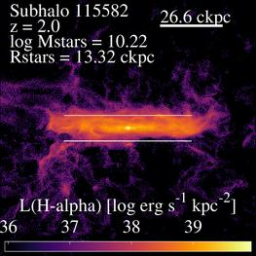 Subhalo 115582
26.6 ckpc
z = 2.0
log Mstars = 10.22
Rstars = 13.32 ckpc
L(H-alpha) [log erg s⁻¹ kpc⁻²]
36 37 38 39